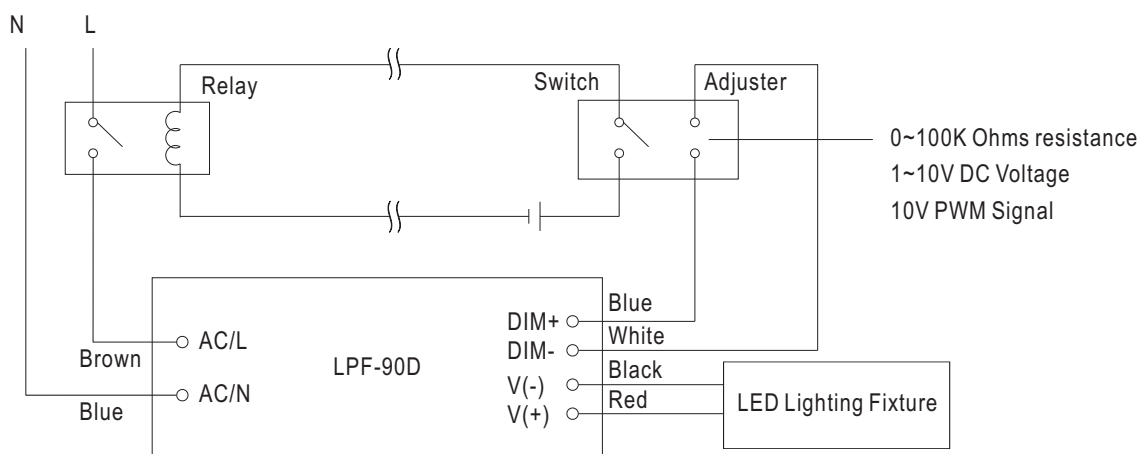 N
L
Relay
Switch
Adjuster
0~100K Ohms resistance
1~10V DC Voltage
10V PWM Signal
Brown
Blue
AC/L
AC/N
LPF-90D
DIM+
DIM-
V(-)
V(+)
Blue
White
Black
Red
LED Lighting Fixture